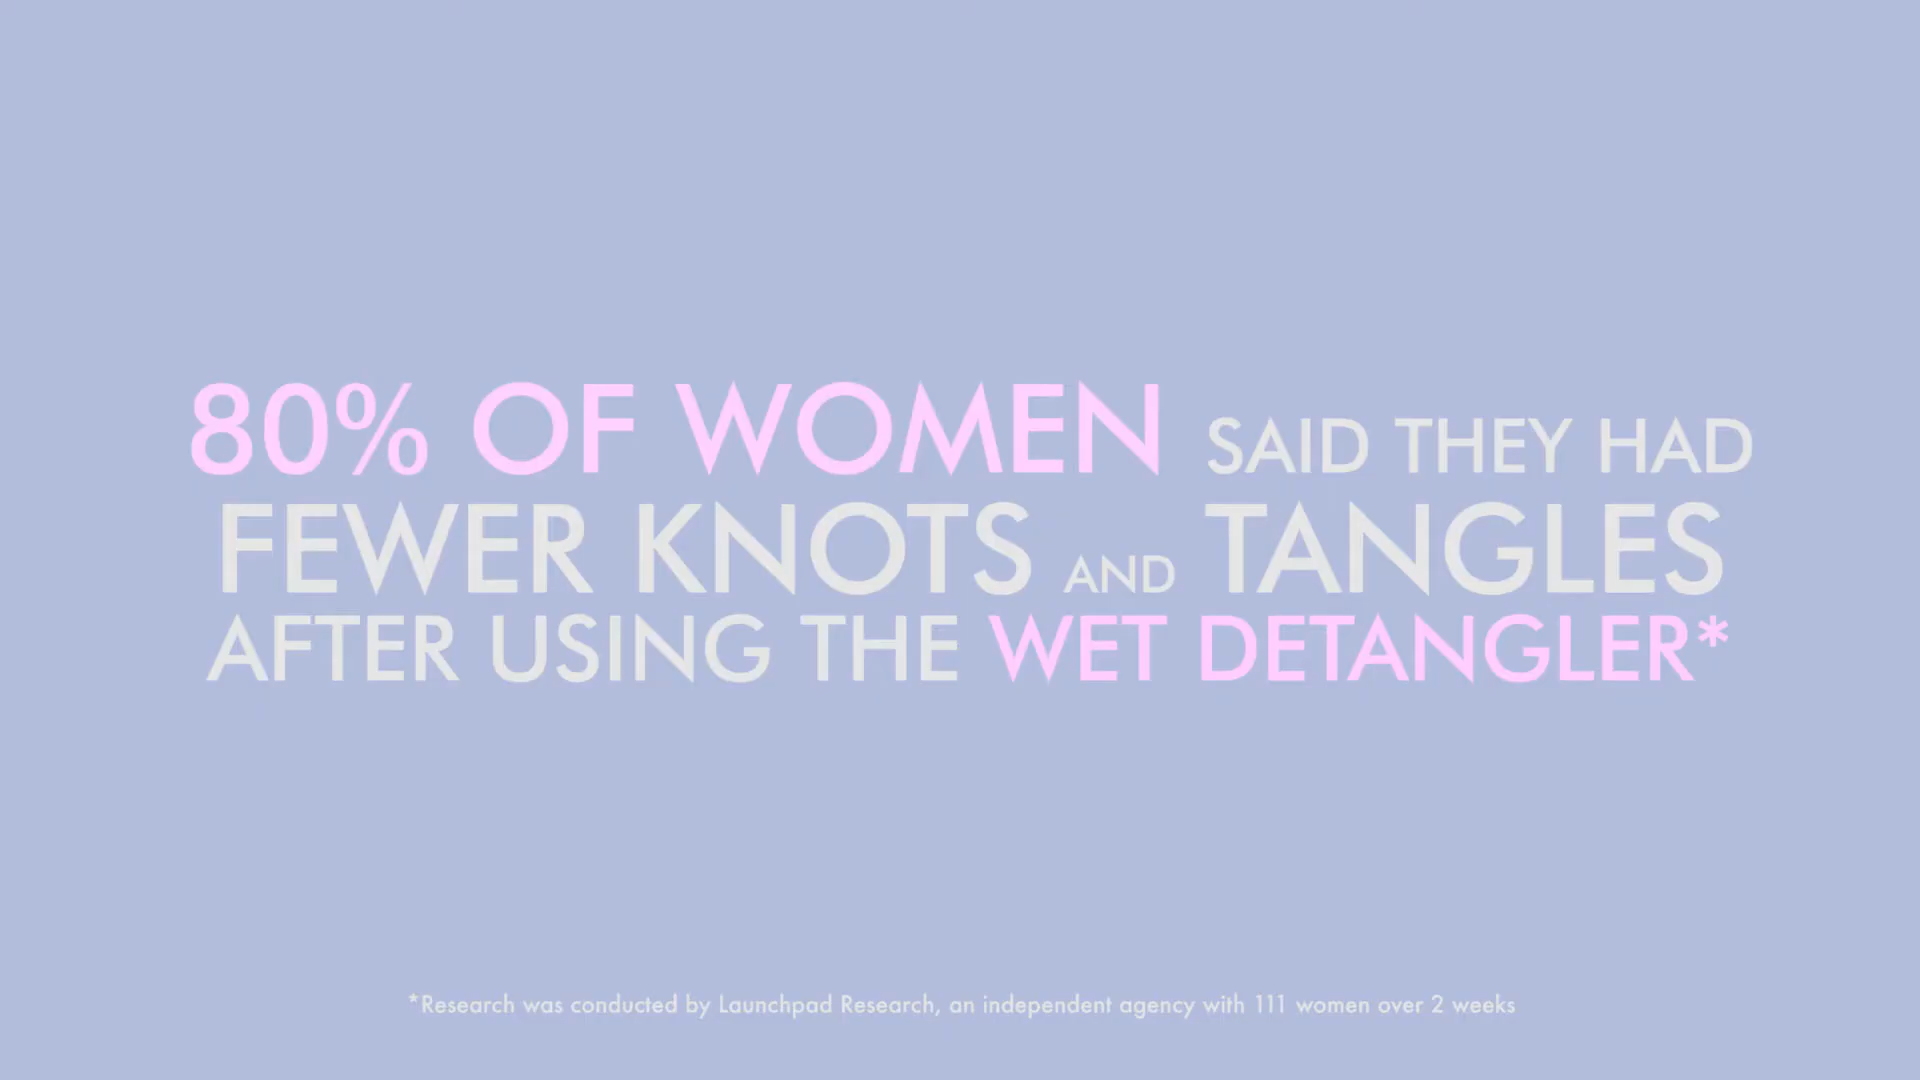 80% OF WOMEN SAID THEY HAD
FEWER KNOTS AND TANGLES
AFTER USING THE WET DETANGLER*
*Research was conducted by Launchpad Research, an independent agency with 111 women over 2 weeks